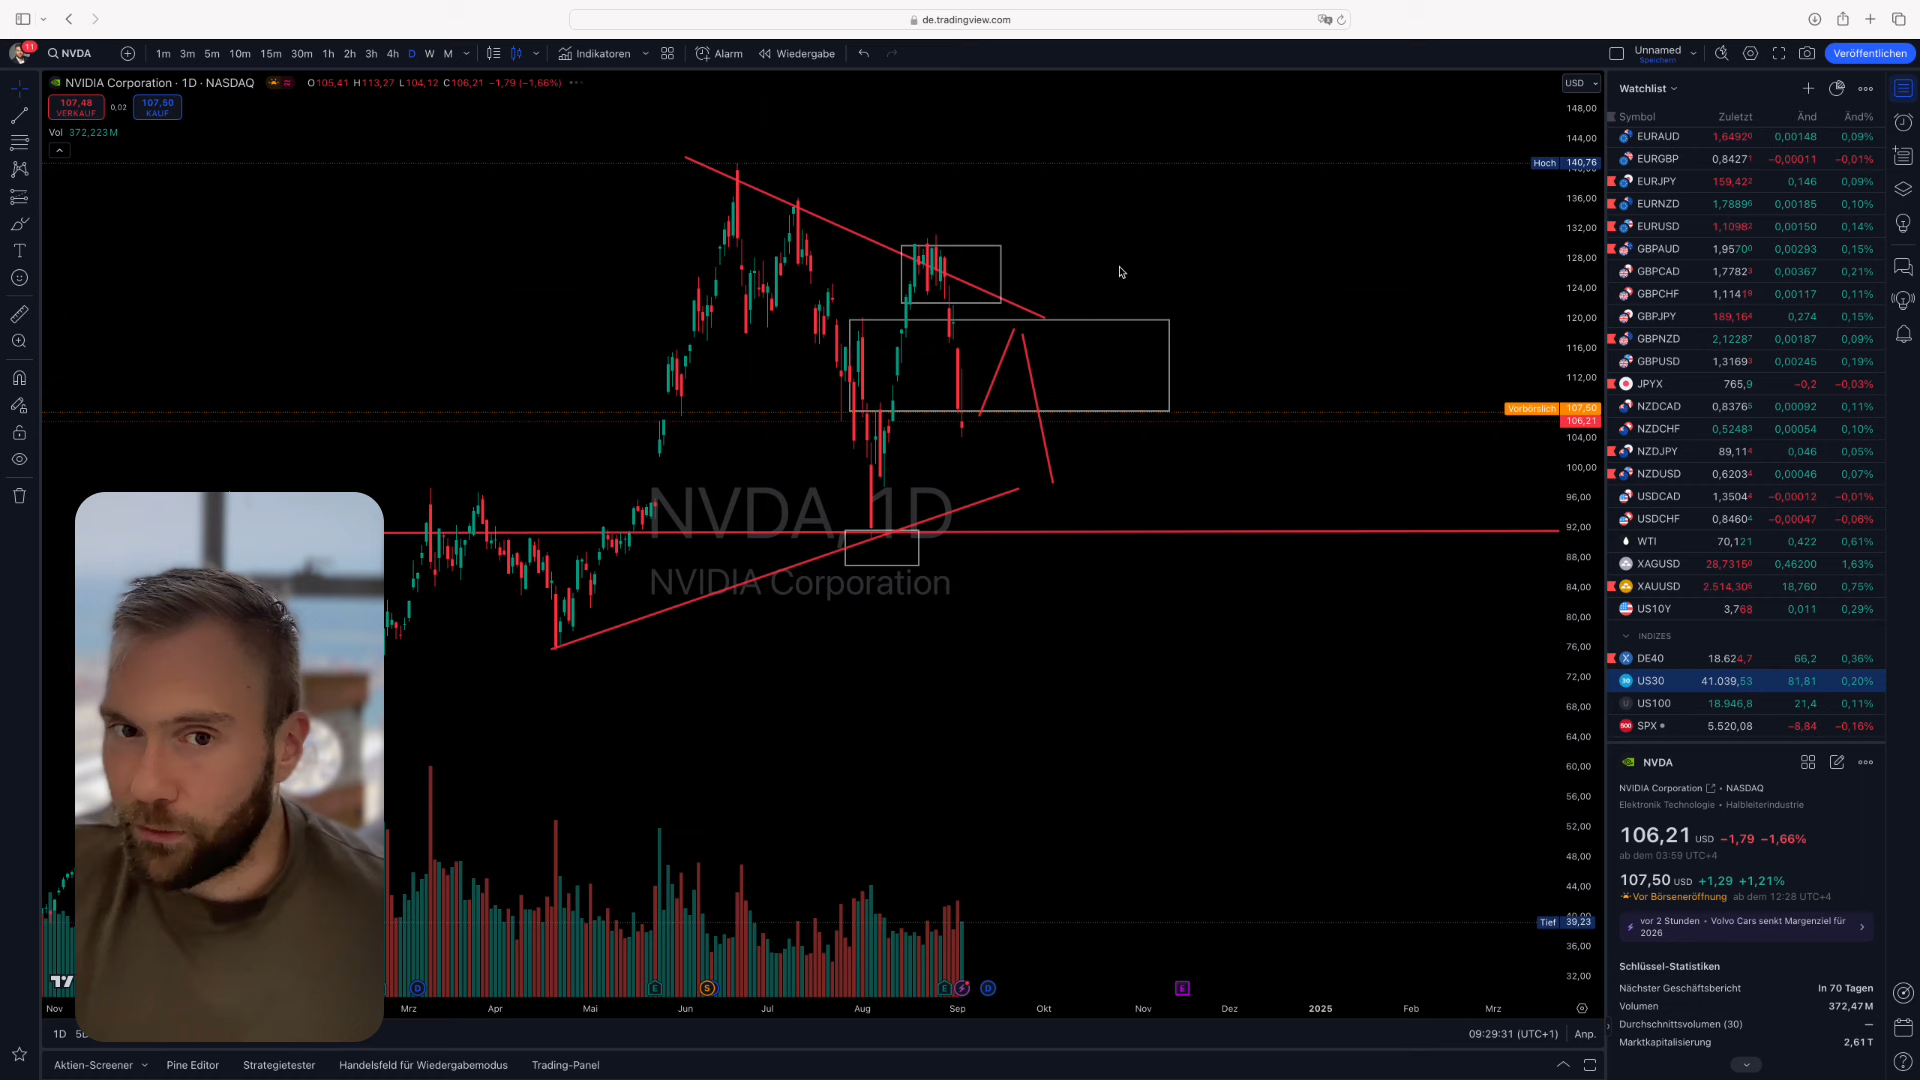 de.tradingview.com
11
NVDA
1m 3m 5m 10m 15m 30m 1h 2h 3h 4h D W M
Indikatoren
Alarm
Wiedergabe
Unnamed
Speichern
Veröffentlichen
NVIDIA Corporation · 1D · NASDAQ
O105,41 H113,27 L104,12 C106,21 −1,79 (−1,66%)
107,48
VERKAUF
0,02
107,50
KAUF
Vol 372,223M
USD
148,00
144,00
Hoch 140,76
136,00
132,00
128,00
124,00
120,00
116,00
112,00
Vorbörslich 107,50
106,21
104,00
100,00
96,00
92,00
88,00
84,00
80,00
76,00
72,00
68,00
64,00
60,00
56,00
52,00
48,00
44,00
Tief 39,23
36,00
32,00
NVDA, 1D
NVIDIA Corporation
D E S E D E
Nov Mrz Apr Mai Jun Jul Aug Sep Okt Nov Dez 2025 Feb Mrz
1D
09:29:31 (UTC+1) Anp.
Aktien-Screener
Pine Editor
Strategietester
Handelsfeld für Wiedergabemodus
Trading-Panel
Watchlist
Symbol Zuletzt Änd Änd%
EURAUD 1,64920 0,00148 0,09%
EURGBP 0,84271 −0,00011 −0,01%
EURJPY 159,422 0,146 0,09%
EURNZD 1,78896 0,00185 0,10%
EURUSD 1,10982 0,00150 0,14%
GBPAUD 1,95700 0,00293 0,15%
GBPCAD 1,77823 0,00367 0,21%
GBPCHF 1,11419 0,00117 0,11%
GBPJPY 189,164 0,274 0,15%
GBPNZD 2,12287 0,00187 0,09%
GBPUSD 1,31693 0,00245 0,19%
JPYX 765,9 −0,2 −0,03%
NZDCAD 0,83765 0,00092 0,11%
NZDCHF 0,52483 0,00054 0,10%
NZDJPY 89,114 0,046 0,05%
NZDUSD 0,62034 0,00046 0,07%
USDCAD 1,35044 −0,00012 −0,01%
USDCHF 0,84604 −0,00047 −0,06%
WTI 70,121 0,422 0,61%
XAGUSD 28,73150 0,46200 1,63%
XAUUSD 2.514,305 18,760 0,75%
US10Y 3,768 0,011 0,29%
INDIZES
DE40 18.624,7 66,2 0,36%
US30 41.039,53 81,81 0,20%
US100 18.946,8 21,4 0,11%
SPX 5.520,08 −8,84 −0,16%
NVDA
NVIDIA Corporation • NASDAQ
Elektronik Technologie • Halbleiterindustrie
106,21 USD −1,79 −1,66%
ab dem 03:59 UTC+4
107,50 USD +1,29 +1,21%
Vor Börseneröffnung ab dem 12:28 UTC+4
vor 2 Stunden • Volvo Cars senkt Margenziel für
2026
Schlüssel-Statistiken
Nächster Geschäftsbericht In 70 Tagen
Volumen 372,47 M
Durchschnittsvolumen (30) —
Marktkapitalisierung 2,61 T